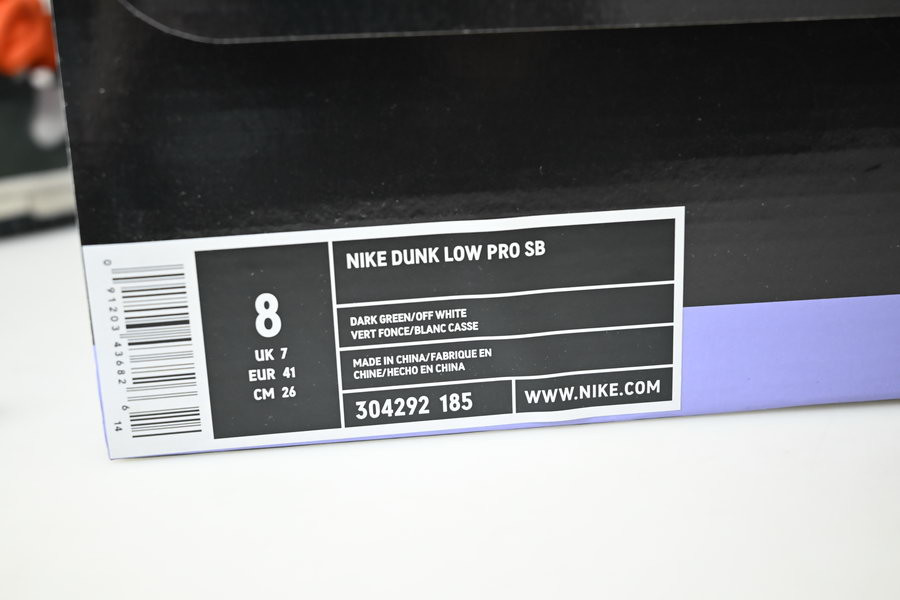 0 91203 43682 6 14
8
UK 7
EUR 41
CM 26
NIKE DUNK LOW PRO SB
DARK GREEN/OFF WHITE
VERT FONCE/BLANC CASSE
MADE IN CHINA/FABRIQUE EN
CHINE/HECHO EN CHINA
304292 185
WWW.NIKE.COM